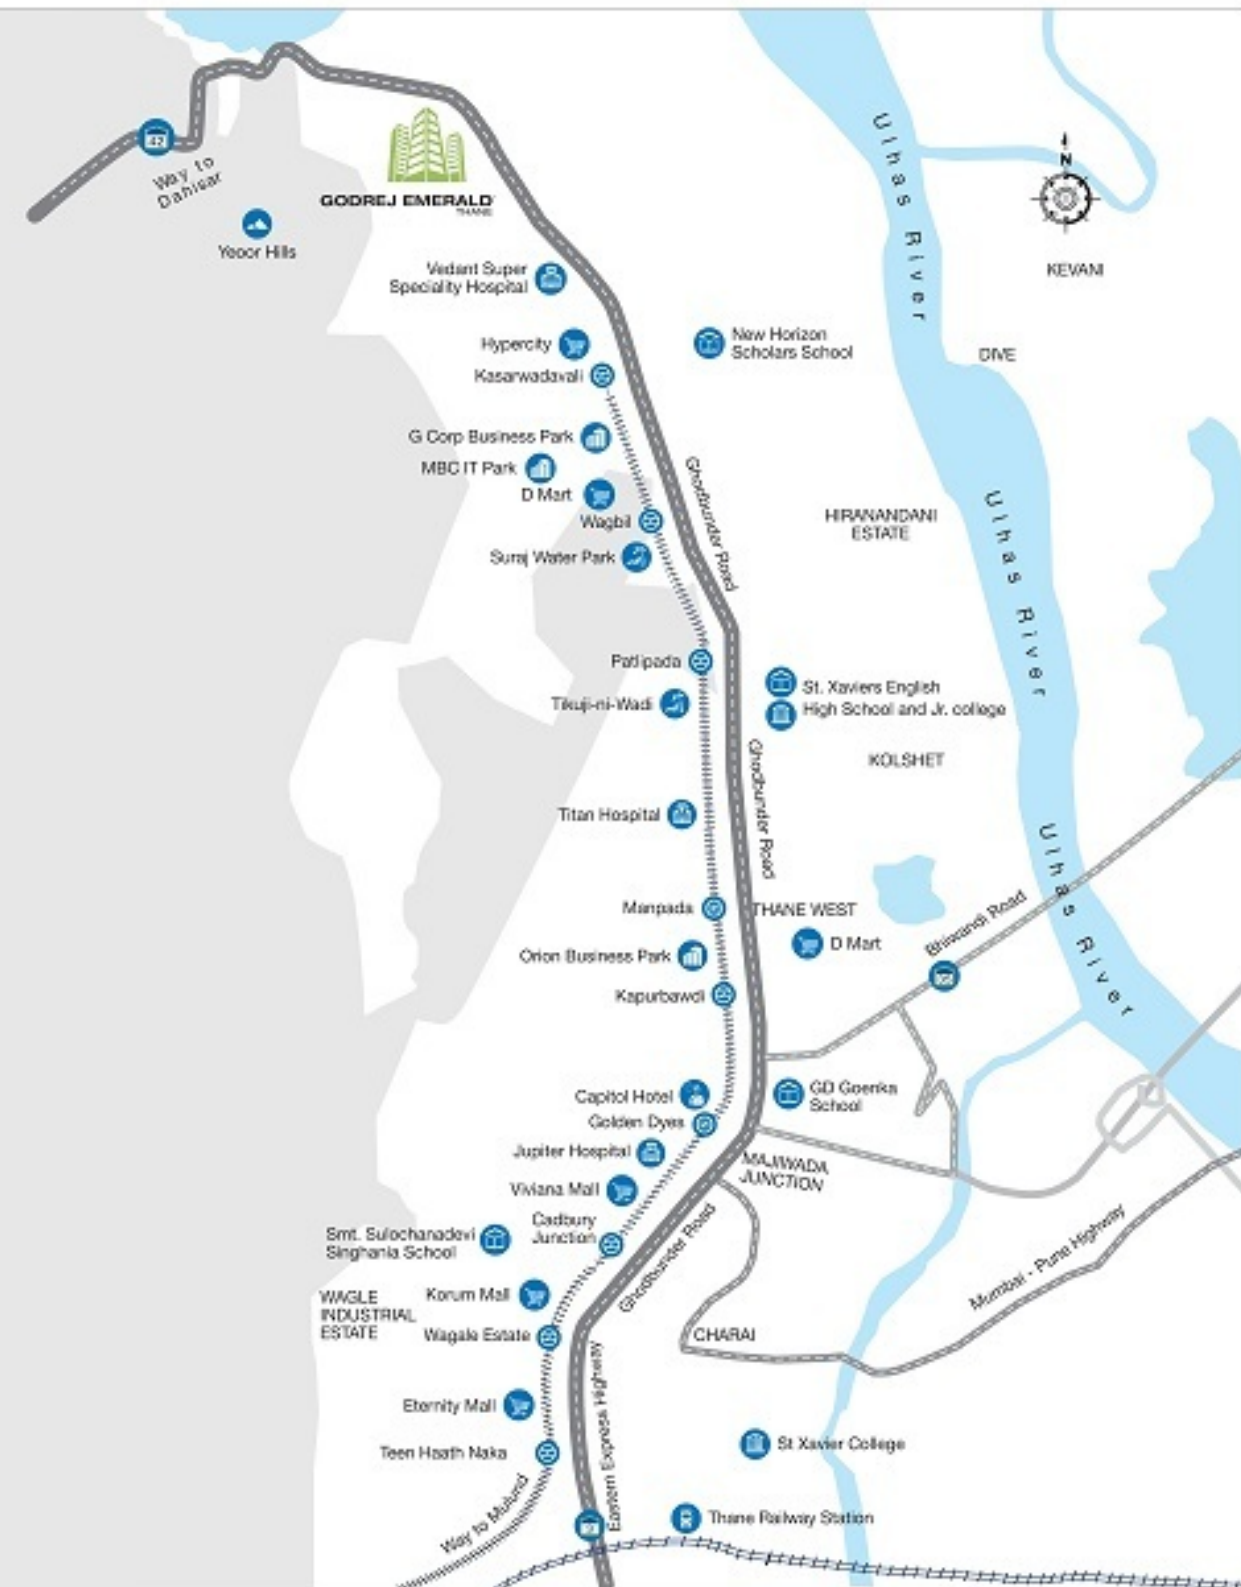 Ulhas River
42
Way to
Dahisar
N
GODREJ EMERALD
THANE
Yeoor Hills
KEVANI
Vedant Super
Speciality Hospital
Hypercity
New Horizon
Scholars School
DIVE
Kasarwadavali
G Corp Business Park
MBC IT Park
D Mart
Ghodbunder Road
Ulhas River
Wagbil
HIRANANDANI
ESTATE
Suraj Water Park
Patlipada
St. Xaviers English
High School and Jr. college
Tikuji-ni-Wadi
KOLSHET
Ghodbunder Road
Titan Hospital
Ulhas River
Manpada
THANE WEST
Bhiwandi Road
D Mart
Orion Business Park
Kapurbawdi
Capitol Hotel
GD Goenka
School
Golden Dyes
Jupiter Hospital
MAJIWADA
JUNCTION
Viviana Mall
Cadbury
Junction
Ghodbunder Road
Mumbai - Pune Highway
Smt. Sulochanadevi
Singhania School
WAGLE
INDUSTRIAL
ESTATE
Korum Mall
Wagale Estate
CHARAI
Eastern Express Highway
Eternity Mall
St Xavier College
Teen Haath Naka
Way to Mulund
Thane Railway Station